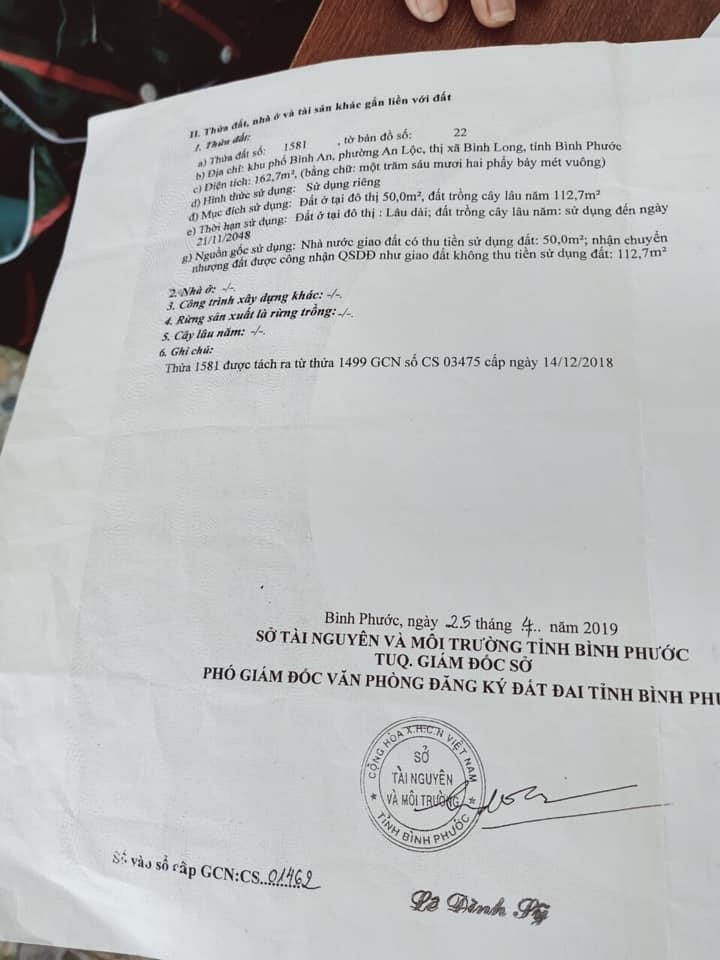 II. Thửa đất, nhà ở và tài sản khác gắn liền với đất
1. Thửa đất:
a) Thửa đất số: 1581 , tờ bản đồ số: 22
b) Địa chỉ: khu phố Bình An, phường An Lộc, thị xã Bình Long, tỉnh Bình Phước
c) Diện tích: 162,7m², (bằng chữ: một trăm sáu mươi hai phẩy bảy mét vuông)
d) Hình thức sử dụng: Sử dụng riêng
đ) Mục đích sử dụng: Đất ở tại đô thị 50,0m², đất trồng cây lâu năm 112,7m²
e) Thời hạn sử dụng: Đất ở tại đô thị : Lâu dài; đất trồng cây lâu năm: sử dụng đến ngày
21/11/2048
g) Nguồn gốc sử dụng: Nhà nước giao đất có thu tiền sử dụng đất: 50,0m²; nhận chuyển
nhượng đất được công nhận QSDĐ như giao đất không thu tiền sử dụng đất: 112,7m²
2. Nhà ở: -/-.
3. Công trình xây dựng khác: -/-.
4. Rừng sản xuất là rừng trồng: -/-.
5. Cây lâu năm: -/-.
6. Ghi chú:
Thửa 1581 được tách ra từ thửa 1499 GCN số CS 03475 cấp ngày 14/12/2018
Bình Phước, ngày 25 tháng 4.. năm 2019
SỞ TÀI NGUYÊN VÀ MÔI TRƯỜNG TỈNH BÌNH PHƯỚC
TUQ. GIÁM ĐỐC SỞ
PHÓ GIÁM ĐỐC VĂN PHÒNG ĐĂNG KÝ ĐẤT ĐAI TỈNH BÌNH PHƯ
CỘNG HÒA X.H.C.N VIỆT NAM
SỞ
TÀI NGUYÊN
VÀ MÔI TRƯỜNG
★ TỈNH BÌNH PHƯỚC ★
Số vào sổ cấp GCN:CS..01462
Lê Đình